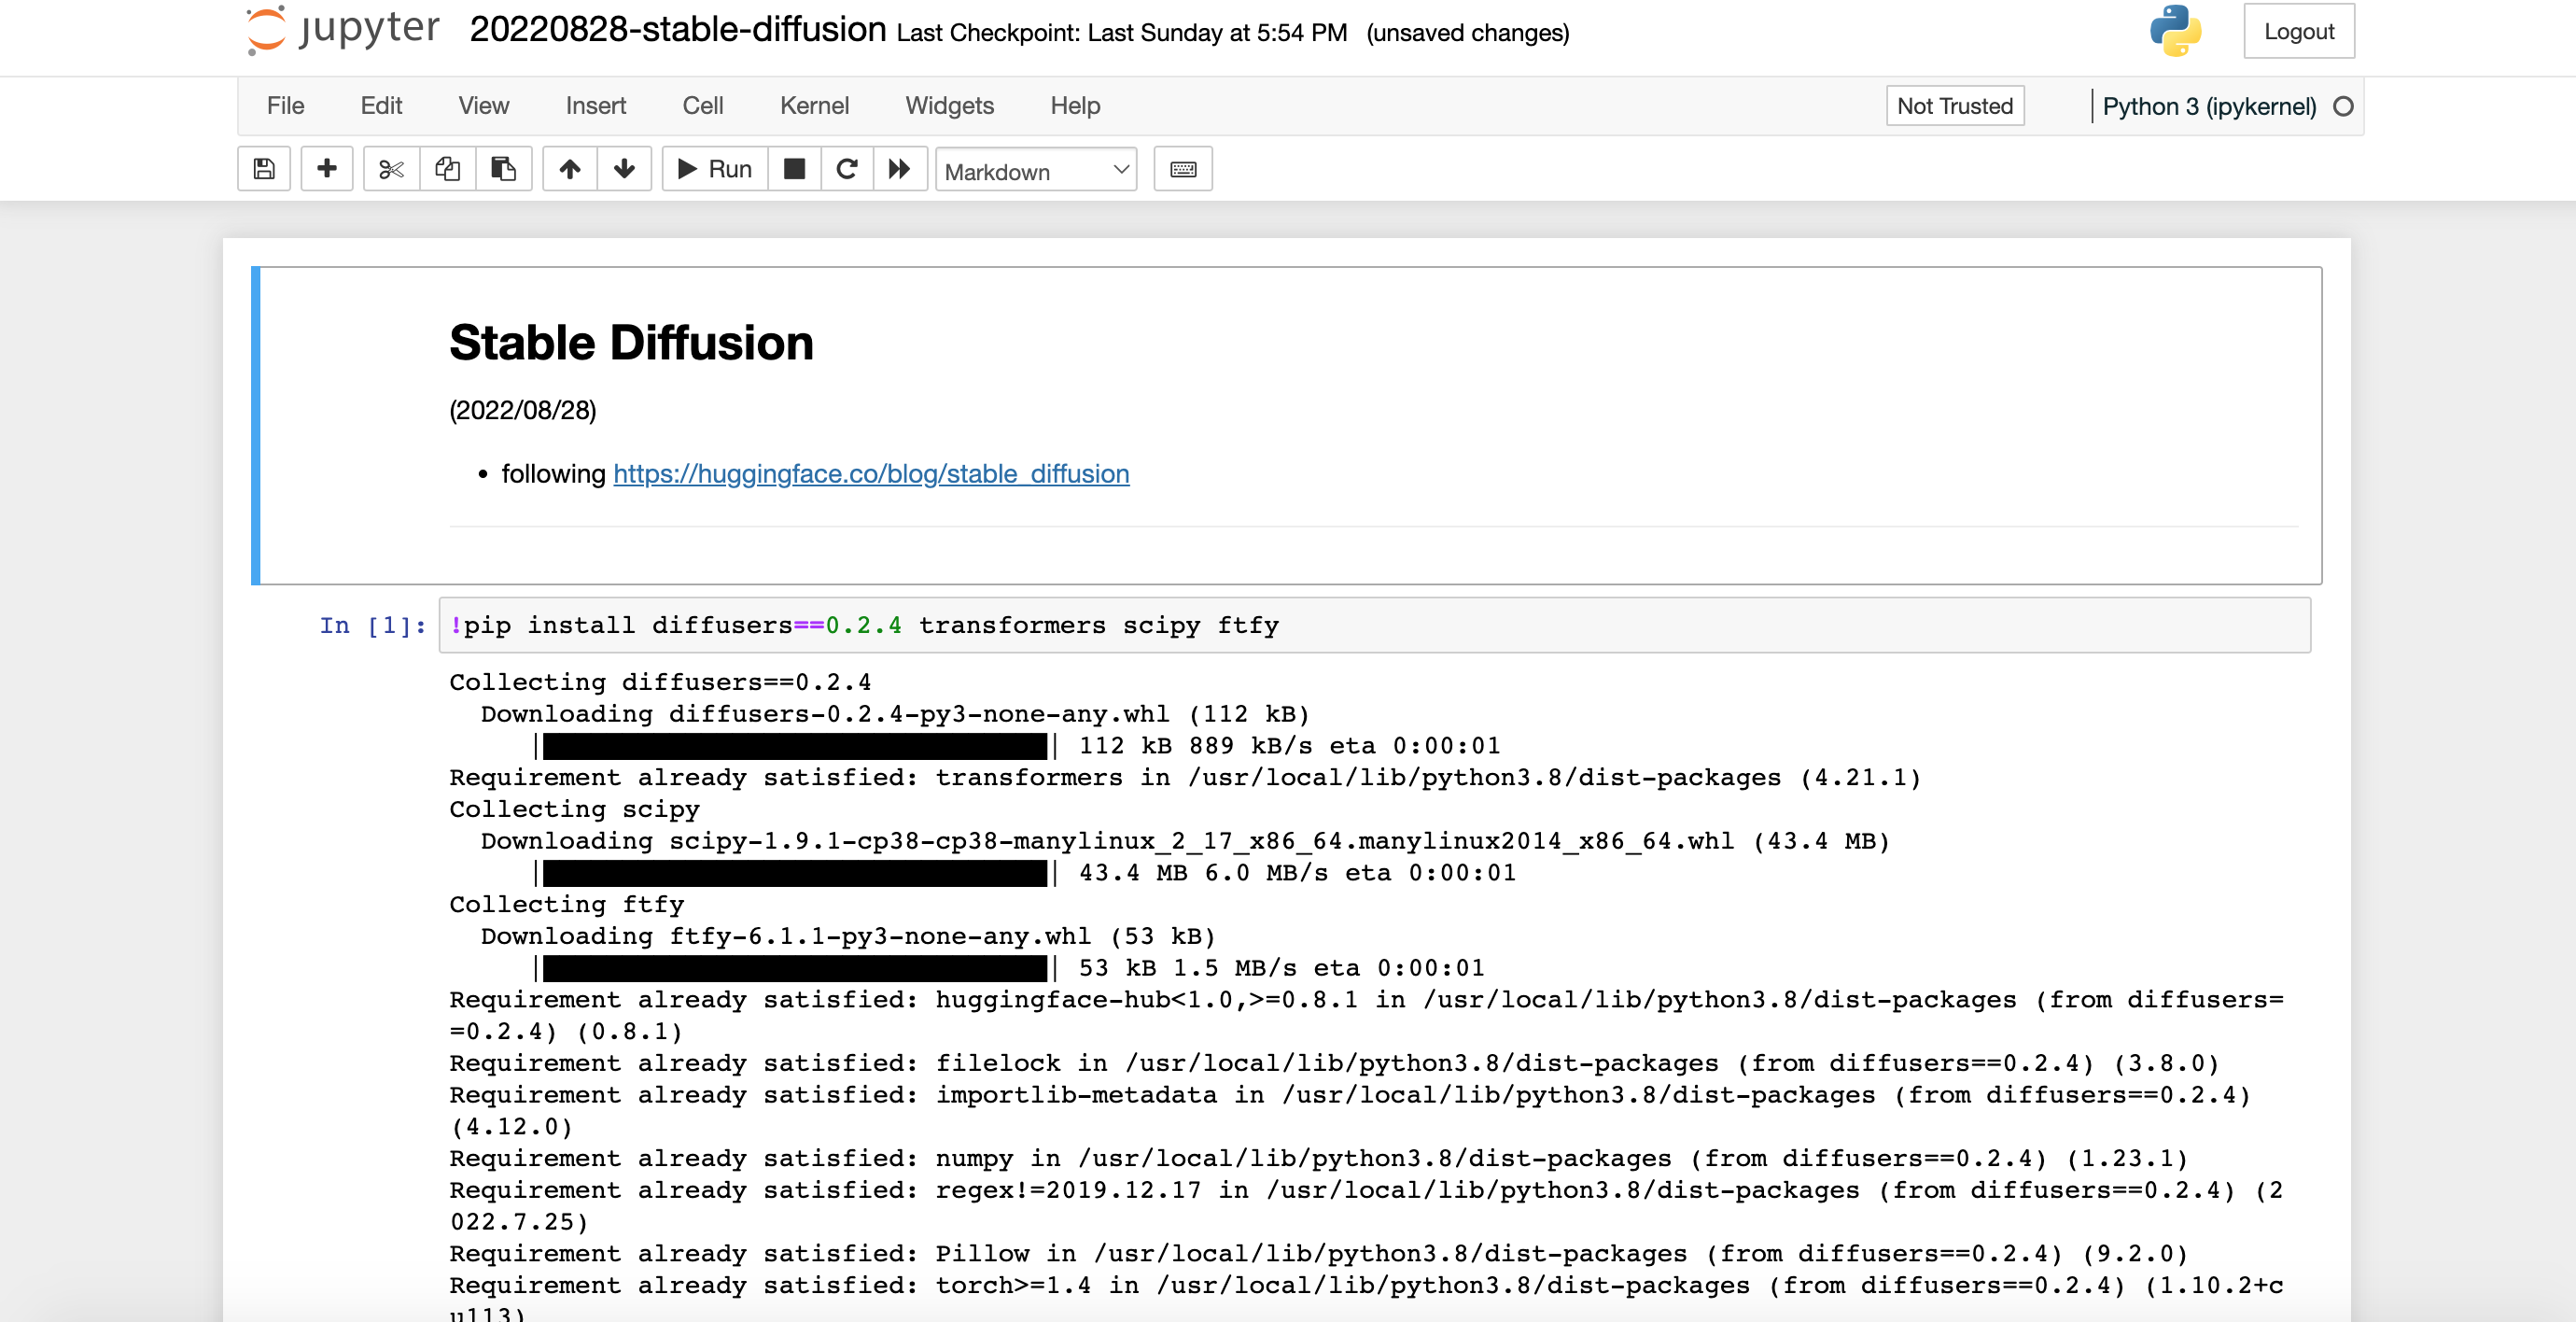 jupyter 20220828-stable-diffusion Last Checkpoint: Last Sunday at 5:54 PM (unsaved changes)
Logout
File Edit View Insert Cell Kernel Widgets Help
Not Trusted
Python 3 (ipykernel)
Run
Markdown
Stable Diffusion
(2022/08/28)
• following https://huggingface.co/blog/stable_diffusion
In [1]: !pip install diffusers==0.2.4 transformers scipy ftfy
Collecting diffusers==0.2.4
  Downloading diffusers-0.2.4-py3-none-any.whl (112 kB)
     |████████████████████████████████| 112 kB 889 kB/s eta 0:00:01
Requirement already satisfied: transformers in /usr/local/lib/python3.8/dist-packages (4.21.1)
Collecting scipy
  Downloading scipy-1.9.1-cp38-cp38-manylinux_2_17_x86_64.manylinux2014_x86_64.whl (43.4 MB)
     |████████████████████████████████| 43.4 MB 6.0 MB/s eta 0:00:01
Collecting ftfy
  Downloading ftfy-6.1.1-py3-none-any.whl (53 kB)
     |████████████████████████████████| 53 kB 1.5 MB/s eta 0:00:01
Requirement already satisfied: huggingface-hub<1.0,>=0.8.1 in /usr/local/lib/python3.8/dist-packages (from diffusers=
=0.2.4) (0.8.1)
Requirement already satisfied: filelock in /usr/local/lib/python3.8/dist-packages (from diffusers==0.2.4) (3.8.0)
Requirement already satisfied: importlib-metadata in /usr/local/lib/python3.8/dist-packages (from diffusers==0.2.4)
(4.12.0)
Requirement already satisfied: numpy in /usr/local/lib/python3.8/dist-packages (from diffusers==0.2.4) (1.23.1)
Requirement already satisfied: regex!=2019.12.17 in /usr/local/lib/python3.8/dist-packages (from diffusers==0.2.4) (2
022.7.25)
Requirement already satisfied: Pillow in /usr/local/lib/python3.8/dist-packages (from diffusers==0.2.4) (9.2.0)
Requirement already satisfied: torch>=1.4 in /usr/local/lib/python3.8/dist-packages (from diffusers==0.2.4) (1.10.2+c
u113)